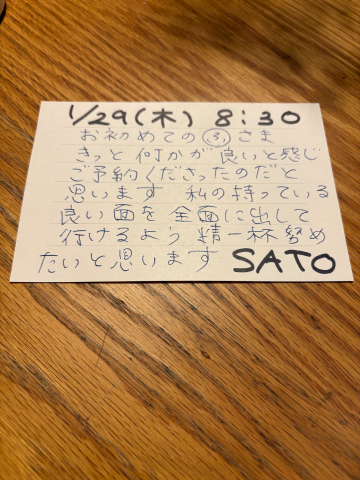 1/29(木) 8:30
お初めての ③さま
きっと 何かが 良いと感じ
ご予約くださったのだと
思います 私の持っている
良い面を 全面に出して
行けるよう 精一杯努め
たいと思います SATO